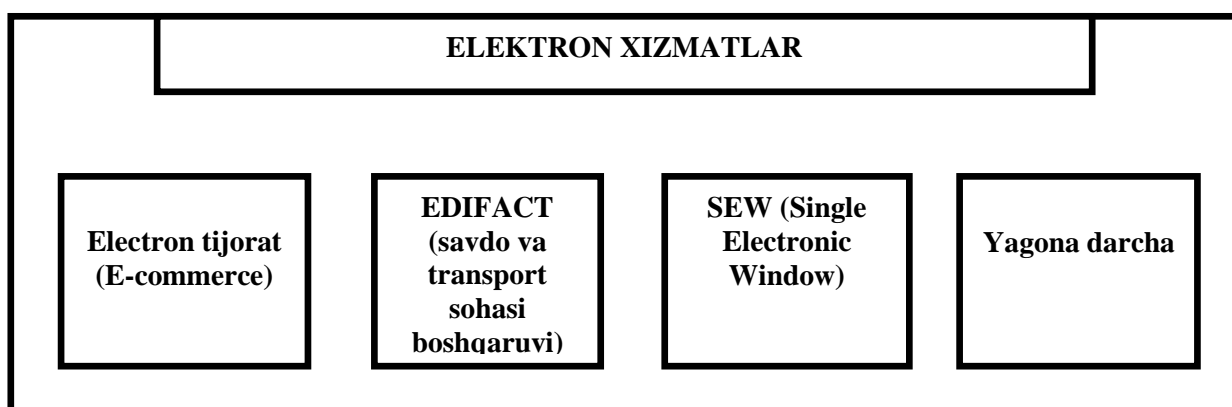 ELEKTRON XIZMATLAR
Electron tijorat
(E-commerce)
EDIFACT
(savdo va
transport
sohasi
boshqaruvi)
SEW (Single
Electronic
Window)
Yagona darcha